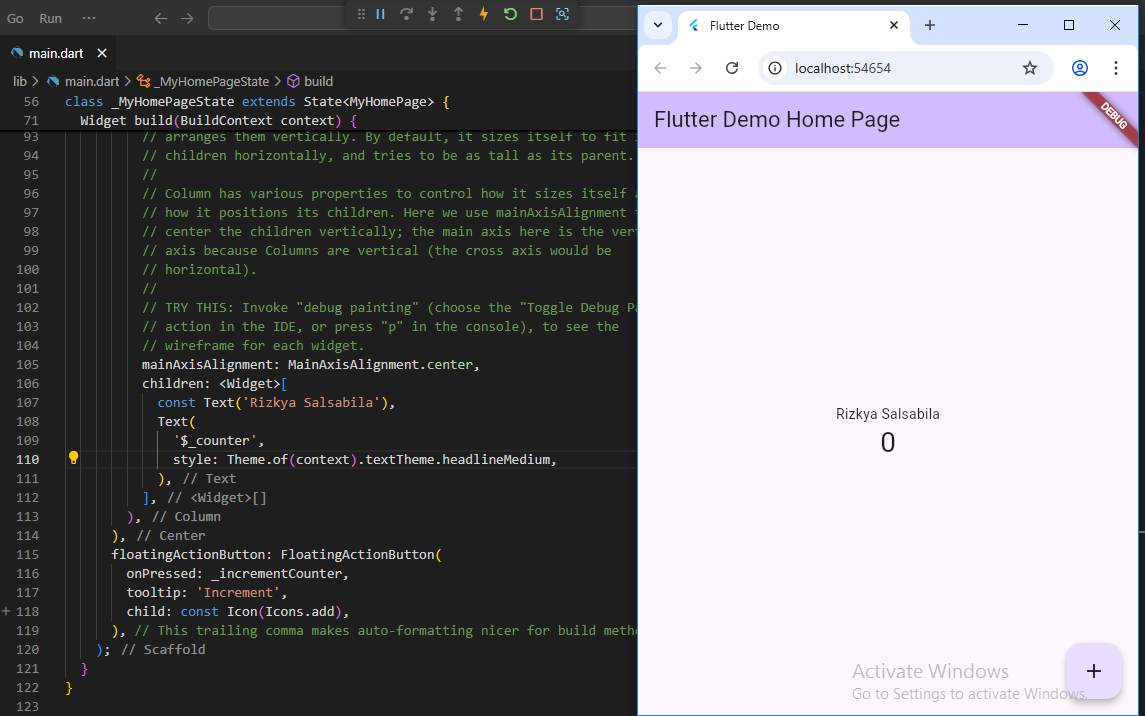 Go Run ···
main.dart
lib > main.dart > _MyHomePageState > build
56 class _MyHomePageState extends State<MyHomePage> {
71 Widget build(BuildContext context) {
93 // arranges them vertically. By default, it sizes itself to fit
94 // children horizontally, and tries to be as tall as its parent.
95 //
96 // Column has various properties to control how it sizes itself
97 // how it positions its children. Here we use mainAxisAlignment
98 // center the children vertically; the main axis here is the ver
99 // axis because Columns are vertical (the cross axis would be
100 // horizontal).
101 //
102 // TRY THIS: Invoke "debug painting" (choose the "Toggle Debug P
103 // action in the IDE, or press "p" in the console), to see the
104 // wireframe for each widget.
105 mainAxisAlignment: MainAxisAlignment.center,
106 children: <Widget>[
107 const Text('Rizkya Salsabila'),
108 Text(
109 '$_counter',
110 style: Theme.of(context).textTheme.headlineMedium,
111 ), // Text
112 ], // <Widget>[]
113 ), // Column
114 ), // Center
115 floatingActionButton: FloatingActionButton(
116 onPressed: _incrementCounter,
117 tooltip: 'Increment',
118 child: const Icon(Icons.add),
119 ), // This trailing comma makes auto-formatting nicer for build meth
120 ); // Scaffold
121 }
122 }
123
Flutter Demo
localhost:54654
Flutter Demo Home Page
DEBUG
Rizkya Salsabila
0
+
Activate Windows
Go to Settings to activate Windows.